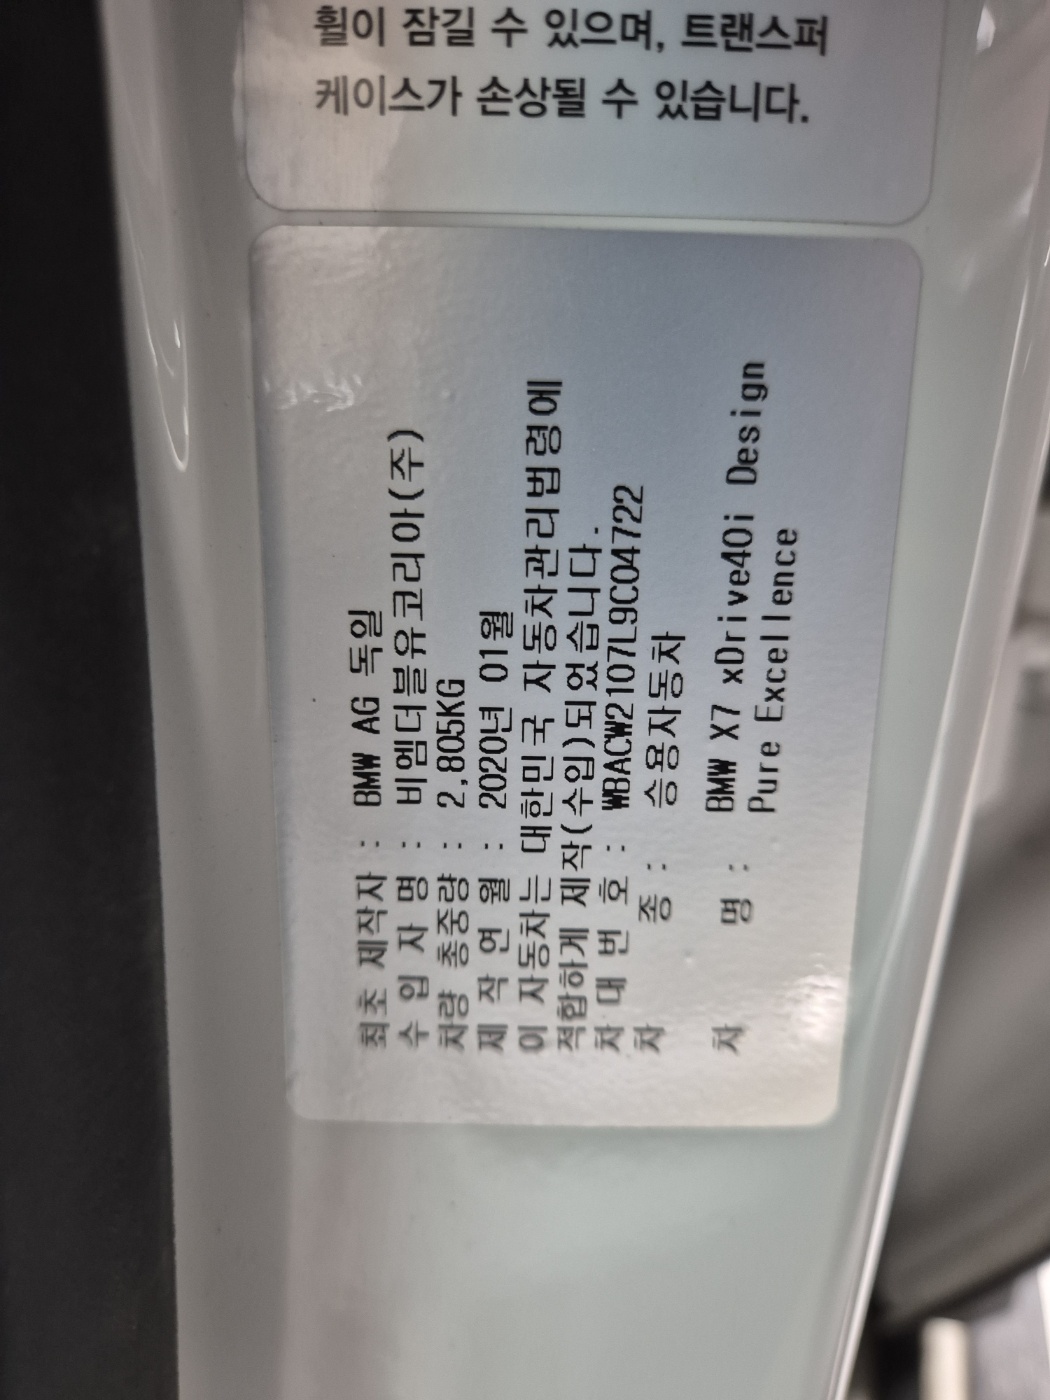 휠이 잠길 수 있으며, 트랜스퍼
케이스가 손상될 수 있습니다.
최초 제작자 : BMW AG 독일
수 입 자 명 : 비엠더블유코리아(주)
차량 총중량 : 2,805KG
제 작 연 월 : 2020년 01월
이 자동차는 대한민국 자동차관리법령에
적합하게 제작(수입)되었습니다.
차 대 번 호 : WBACW2107L9C04722
차 종 : 승용자동차
차 명 : BMW X7 xDrive40i Design
Pure Excellence